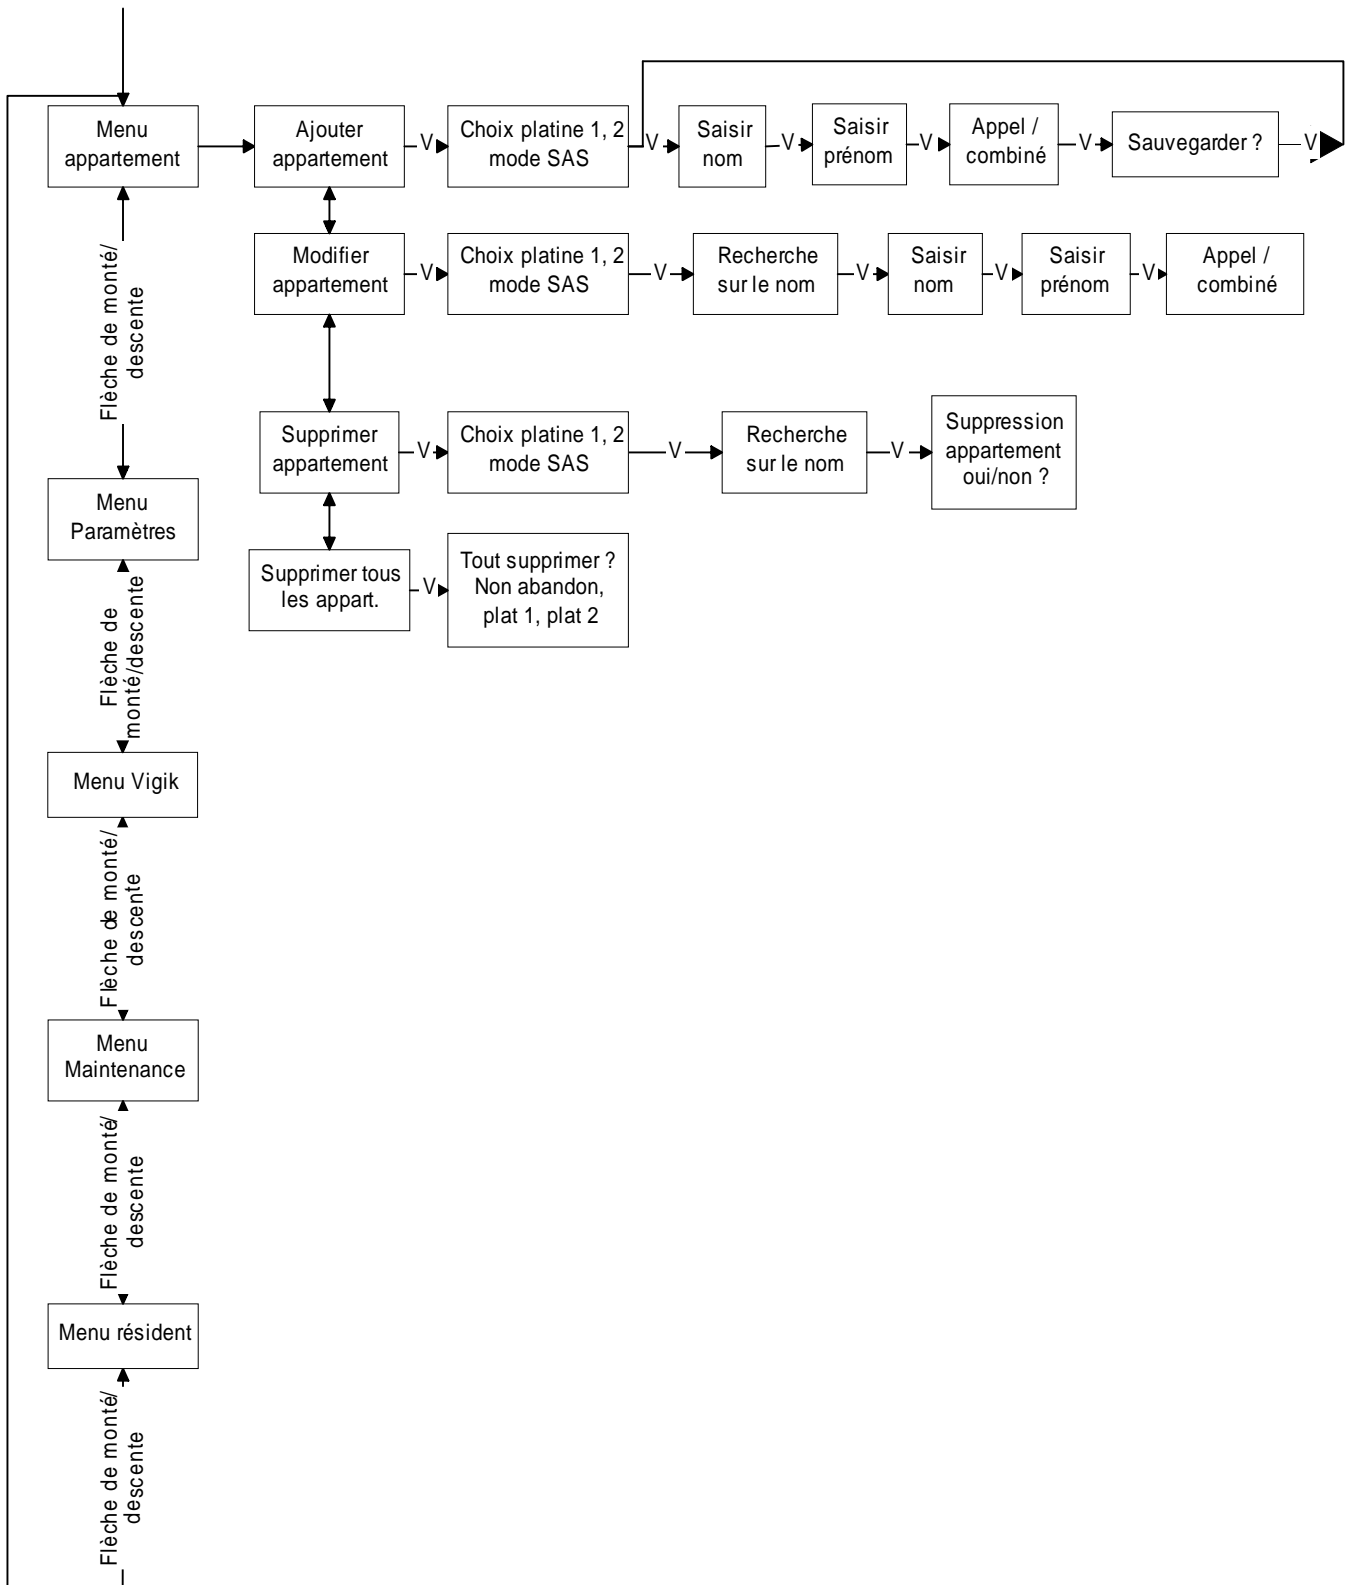 Menu
appartement
Ajouter
appartement
V
Choix platine 1, 2
mode SAS
V
Saisir
nom
V
Saisir
prénom
V
Appel /
combiné
V
Sauvegarder ?
V
Modifier
appartement
V
Choix platine 1, 2
mode SAS
V
Recherche
sur le nom
V
Saisir
nom
V
Saisir
prénom
V
Appel /
combiné
Flèche de monté/
descente
Supprimer
appartement
V
Choix platine 1, 2
mode SAS
V
Recherche
sur le nom
V
Suppression
appartement
oui/non ?
Menu
Paramètres
Supprimer tous
les appart.
V
Tout supprimer ?
Non abandon,
plat 1, plat 2
Flèche de
monté/descente
Menu Vigik
Flèche de monté/
descente
Menu
Maintenance
Flèche de monté/
descente
Menu résident
Flèche de monté/
descente